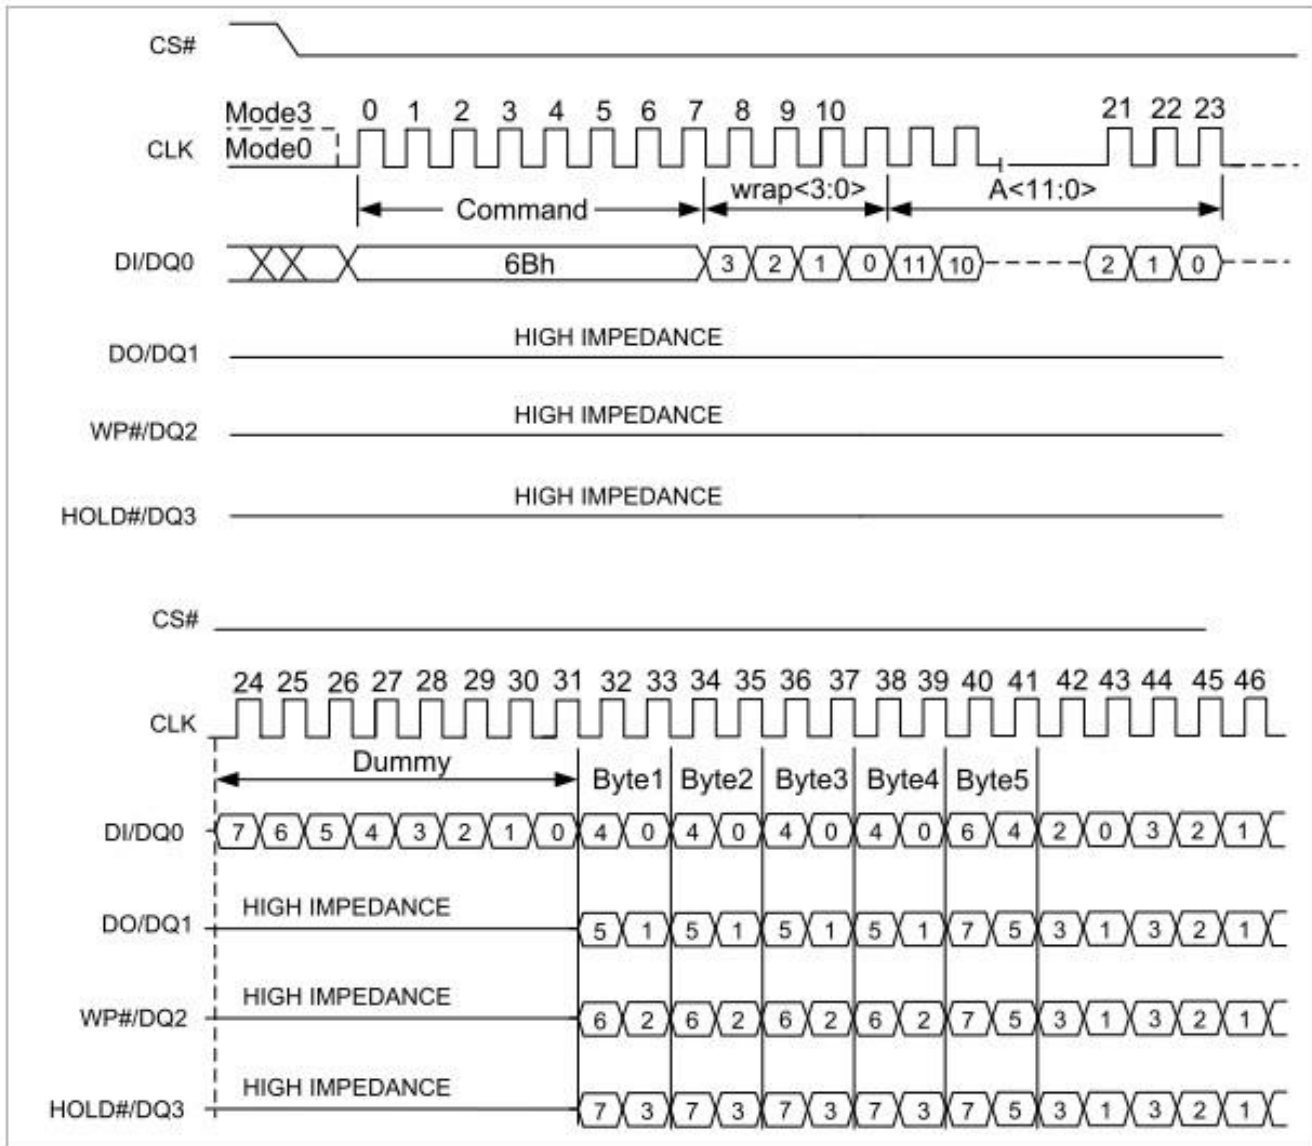 CS#
Mode3 0 1 2 3 4 5 6 7 8 9 10 21 22 23
CLK Mode0
Command wrap<3:0> A<11:0>
DI/DQ0 6Bh 3 2 1 0 11 10 2 1 0
HIGH IMPEDANCE
DO/DQ1
HIGH IMPEDANCE
WP#/DQ2
HIGH IMPEDANCE
HOLD#/DQ3
CS#
24 25 26 27 28 29 30 31 32 33 34 35 36 37 38 39 40 41 42 43 44 45 46
CLK
Dummy Byte1 Byte2 Byte3 Byte4 Byte5
DI/DQ0 7 6 5 4 3 2 1 0 4 0 4 0 4 0 4 0 6 4 2 0 3 2 1
HIGH IMPEDANCE
DO/DQ1 5 1 5 1 5 1 5 1 7 5 3 1 3 2 1
HIGH IMPEDANCE
WP#/DQ2 6 2 6 2 6 2 6 2 7 5 3 1 3 2 1
HIGH IMPEDANCE
HOLD#/DQ3 7 3 7 3 7 3 7 3 7 5 3 1 3 2 1